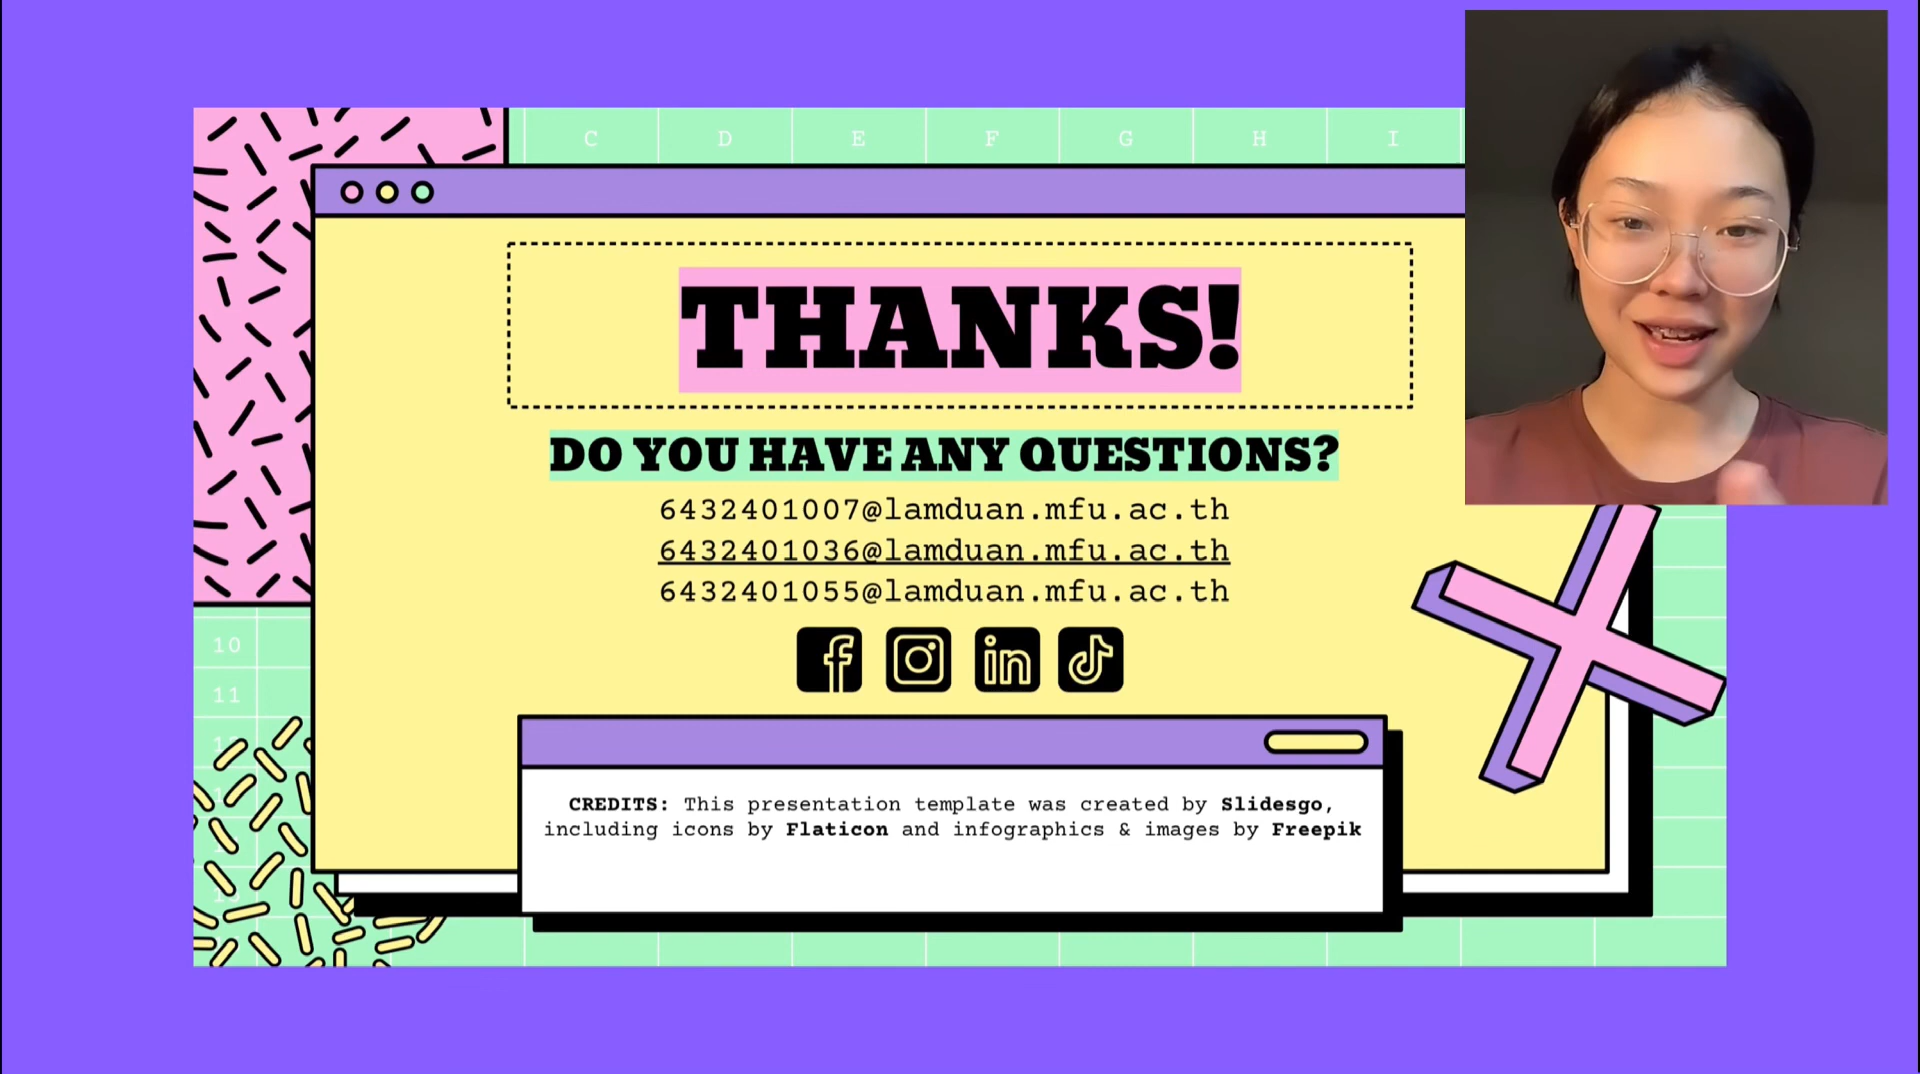 C D E F G H I
THANKS!
DO YOU HAVE ANY QUESTIONS?
6432401007@lamduan.mfu.ac.th
6432401036@lamduan.mfu.ac.th
6432401055@lamduan.mfu.ac.th
10
11
CREDITS: This presentation template was created by Slidesgo,
including icons by Flaticon and infographics & images by Freepik